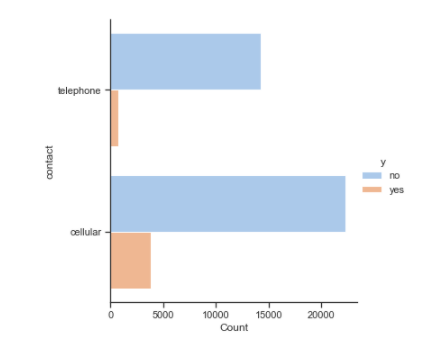 telephone
contact
y
no
yes
cellular
0 5000 10000 15000 20000
Count